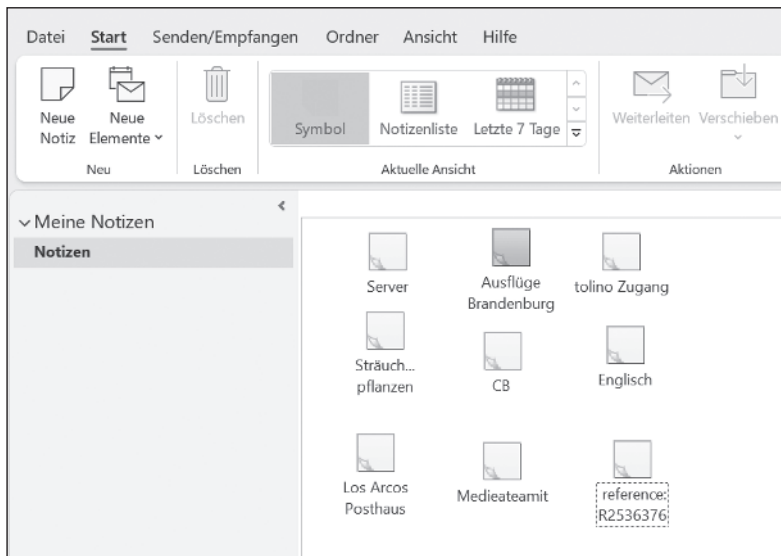 Datei Start Senden/Empfangen Ordner Ansicht Hilfe
Neue Notiz
Neue Elemente
Löschen
Symbol Notizenliste Letzte 7 Tage
Weiterleiten Verschieben
Neu Löschen Aktuelle Ansicht Aktionen
Meine Notizen
Notizen
Server
Ausflüge
Brandenburg
tolino Zugang
Sträuch...
pflanzen
CB
Englisch
Los Arcos
Posthaus
Medieateamit
reference:
R2536376